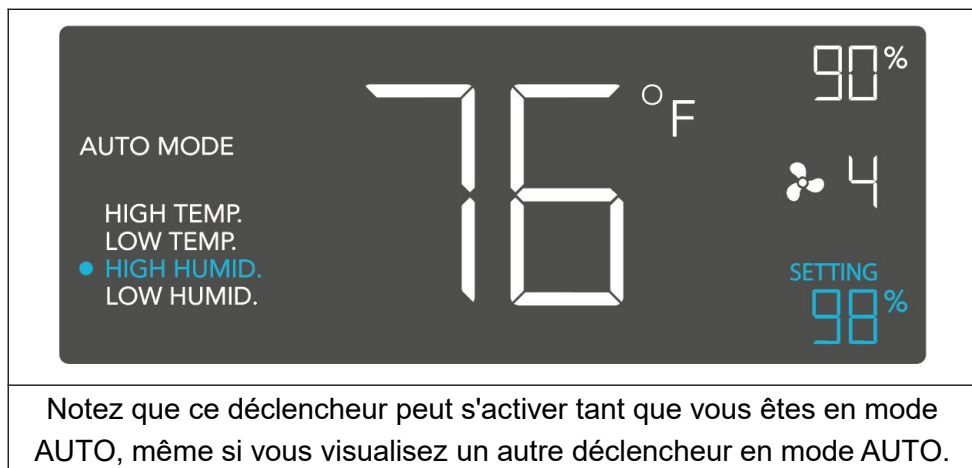 90%
76°F
AUTO MODE
4
HIGH TEMP.
LOW TEMP.
HIGH HUMID.
LOW HUMID.
SETTING
98%
Notez que ce déclencheur peut s'activer tant que vous êtes en mode
AUTO, même si vous visualisez un autre déclencheur en mode AUTO.